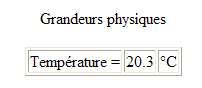 Grandeurs physiques
Température = 20.3 °C